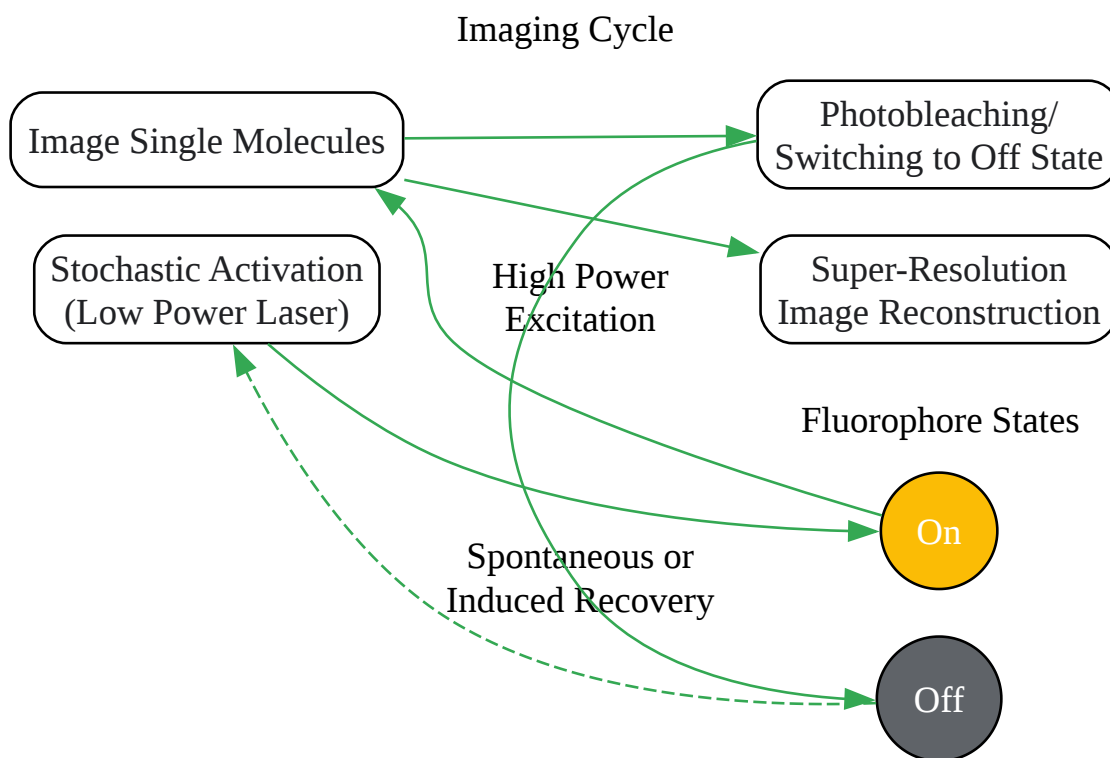 Imaging Cycle
Image Single Molecules
Photobleaching/
Switching to Off State
Stochastic Activation
(Low Power Laser)
High Power
Excitation
Super-Resolution
Image Reconstruction
Fluorophore States
On
Spontaneous or
Induced Recovery
Off